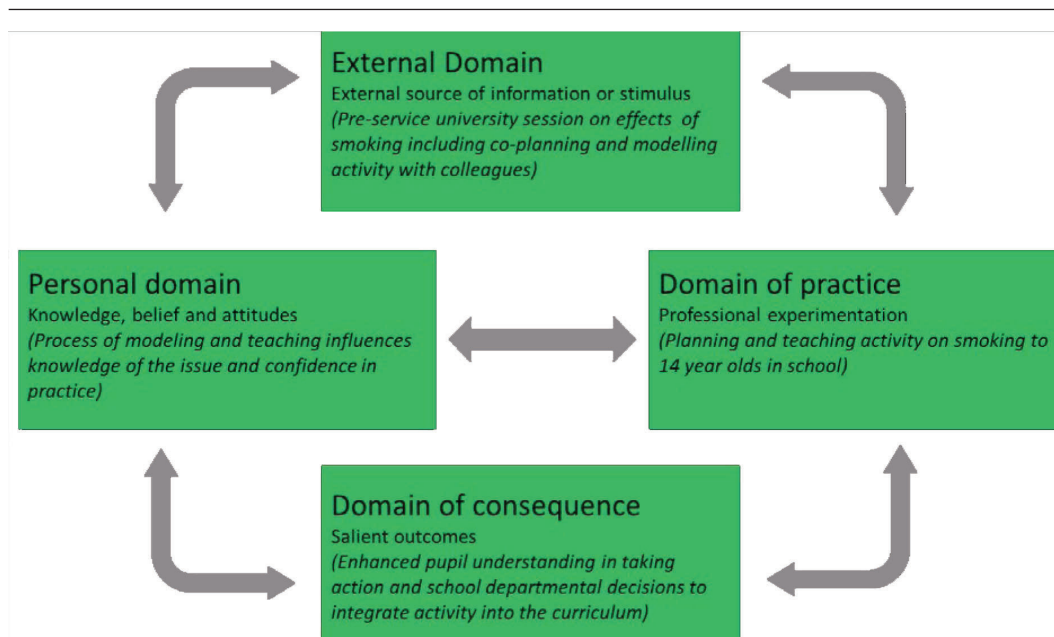 External Domain
External source of information or stimulus
(Pre-service university session on effects of
smoking including co-planning and modelling
activity with colleagues)
Personal domain
Knowledge, belief and attitudes
(Process of modeling and teaching influences
knowledge of the issue and confidence in
practice)
Domain of practice
Professional experimentation
(Planning and teaching activity on smoking to
14 year olds in school)
Domain of consequence
Salient outcomes
(Enhanced pupil understanding in taking
action and school departmental decisions to
integrate activity into the curriculum)